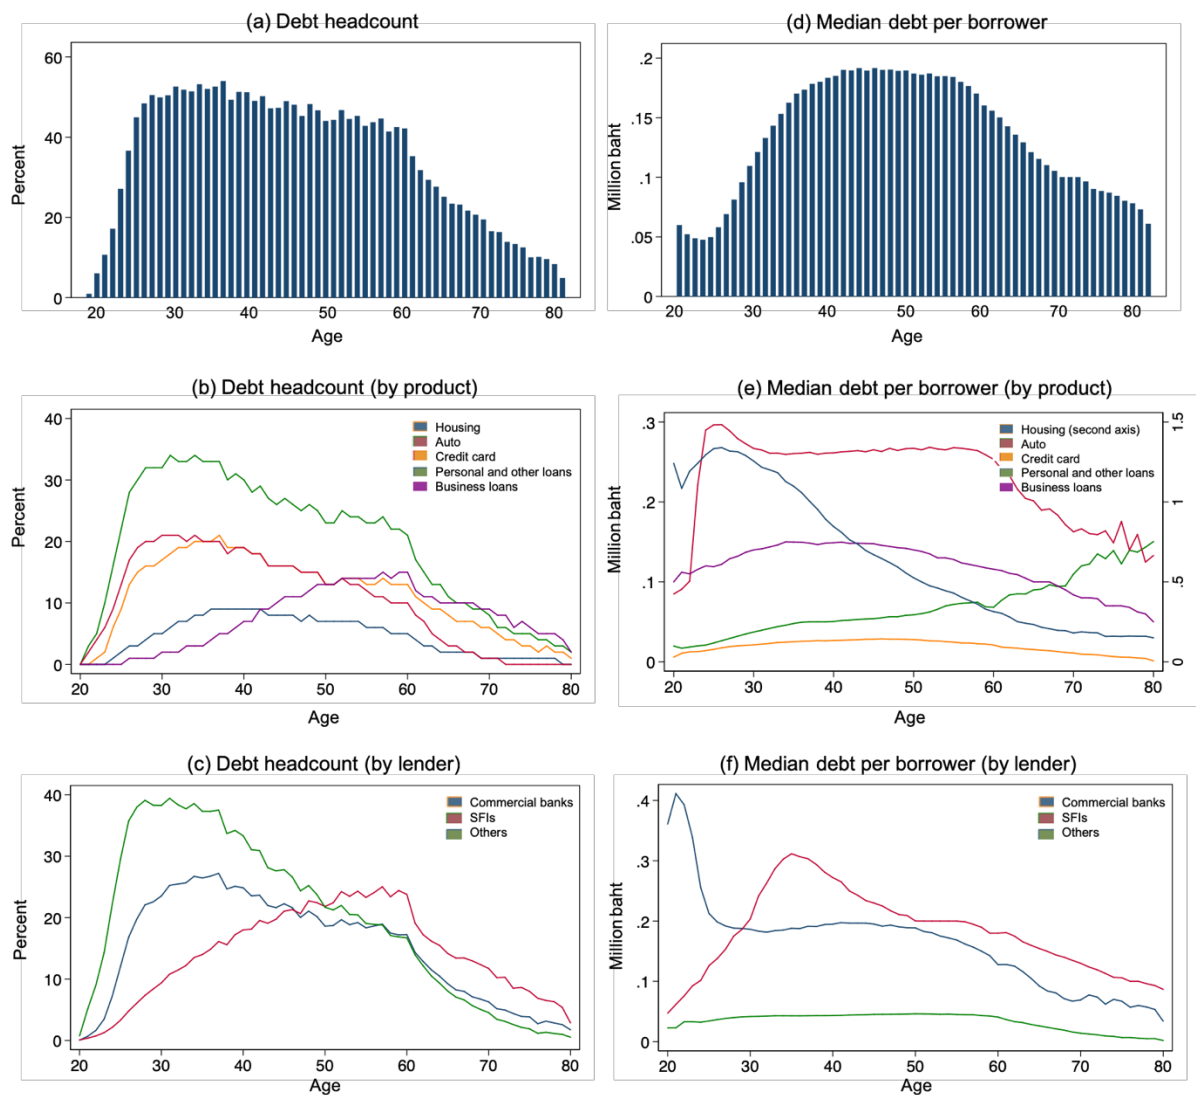 (a) Debt headcount
60
40
20
0
Percent
20 30 40 50 60 70 80
Age
(d) Median debt per borrower
.2
.15
.1
.05
0
Million baht
20 30 40 50 60 70 80
Age
(b) Debt headcount (by product)
40
30
20
10
0
Percent
Housing
Auto
Credit card
Personal and other loans
Business loans
20 30 40 50 60 70 80
Age
(e) Median debt per borrower (by product)
.3
.2
.1
0
Million baht
Housing (second axis)
Auto
Credit card
Personal and other loans
Business loans
1.5
1
0.5
0
20 30 40 50 60 70 80
Age
(c) Debt headcount (by lender)
40
30
20
10
0
Percent
Commercial banks
SFIs
Others
20 30 40 50 60 70 80
Age
(f) Median debt per borrower (by lender)
.4
.3
.2
.1
0
Million baht
Commercial banks
SFIs
Others
20 30 40 50 60 70 80
Age